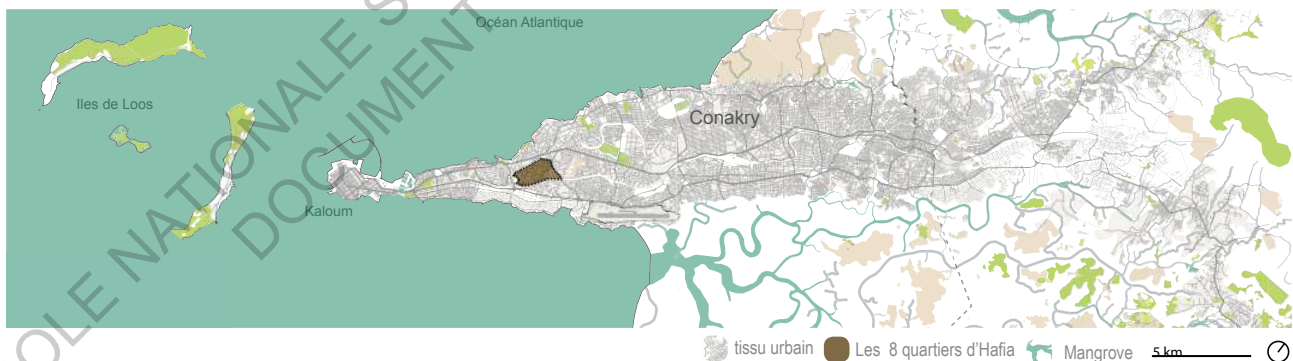 Océan Atlantique
Iles de Loos
Conakry
Kaloum
OLE NATIONALE S
DOCUMENT
tissu urbain
Les 8 quartiers d'Hafia
Mangrove
5 km